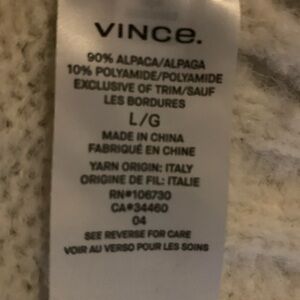 VINCe.
90% ALPACA/ALPAGA
10% POLYAMIDE/POLYAMIDE
EXCLUSIVE OF TRIM/SAUF
LES BORDURES
L/G
MADE IN CHINA
FABRIQUÉ EN CHINE
YARN ORIGIN: ITALY
ORIGINE DE FIL: ITALIE
RN#106730
CA#34460
04
SEE REVERSE FOR CARE
VOIR AU VERSO POUR LES SOINS